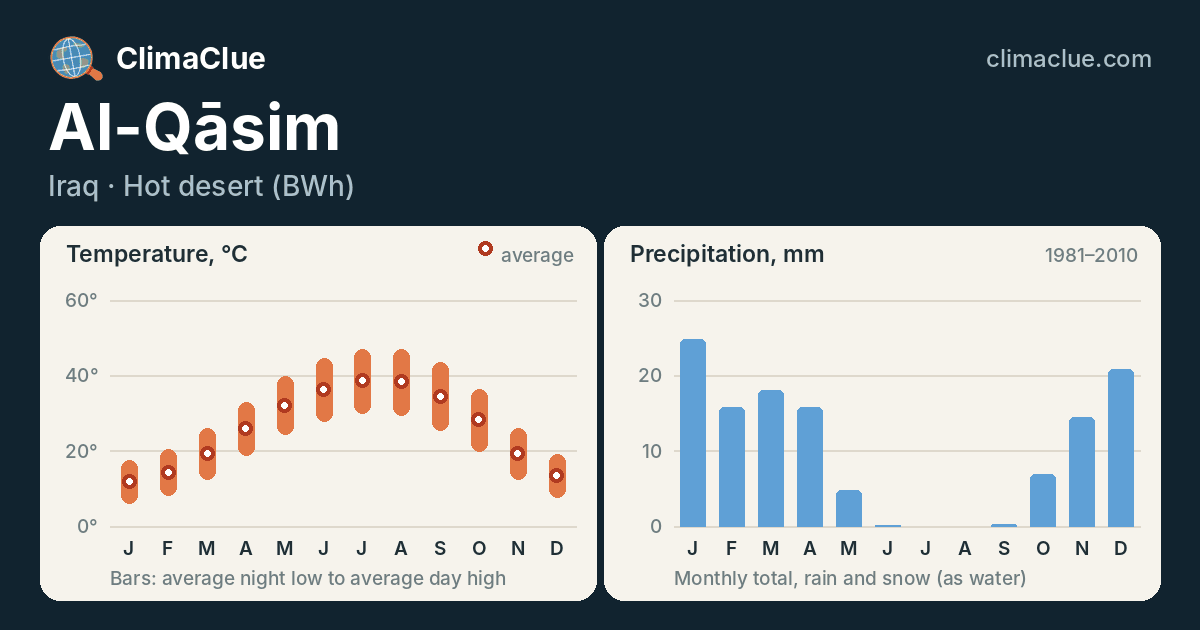 ClimaClue
climaclue.com
Al-Qāsim
Iraq · Hot desert (BWh)
Temperature, °C
average
60°
40°
20°
0°
J F M A M J J A S O N D
Bars: average night low to average day high
Precipitation, mm
1981–2010
30
20
10
0
J F M A M J J A S O N D
Monthly total, rain and snow (as water)